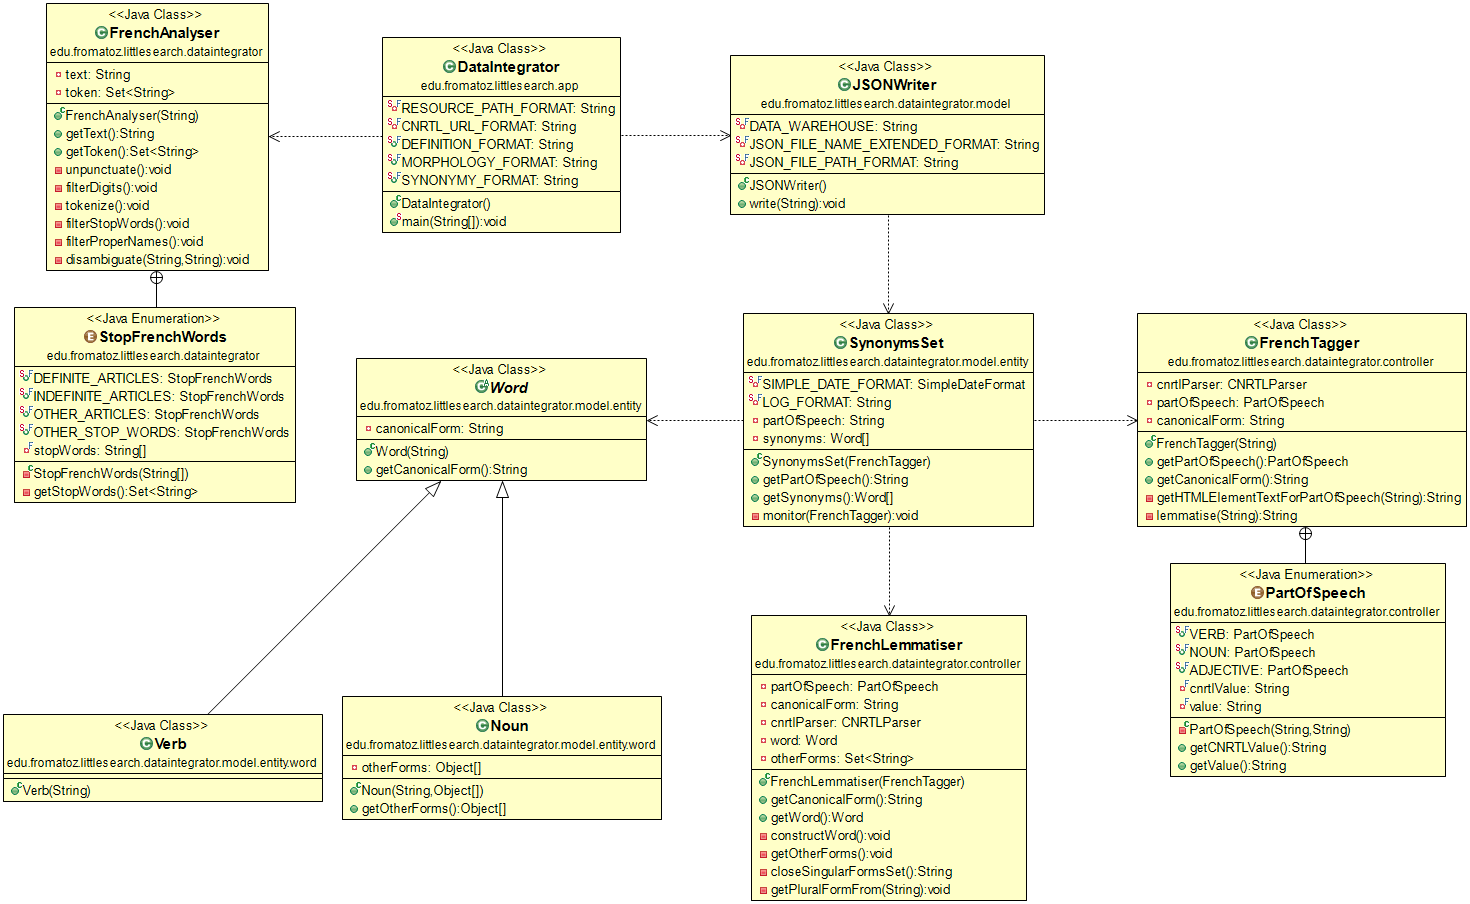 <<Java Class>>
FrenchAnalyser
edu.fromatoz.littlesearch.dataintegrator
text: String
token: Set<String>
FrenchAnalyser(String)
getText():String
getToken():Set<String>
unpunctuate():void
filterDigits():void
tokenize():void
filterStopWords():void
filterProperNames():void
disambiguate(String,String):void
<<Java Class>>
DataIntegrator
edu.fromatoz.littlesearch.app
RESOURCE_PATH_FORMAT: String
CNRTL_URL_FORMAT: String
DEFINITION_FORMAT: String
MORPHOLOGY_FORMAT: String
SYNONYMY_FORMAT: String
DataIntegrator()
main(String[]):void
<<Java Class>>
JSONWriter
edu.fromatoz.littlesearch.dataintegrator.model
DATA_WAREHOUSE: String
JSON_FILE_NAME_EXTENDED_FORMAT: String
JSON_FILE_PATH_FORMAT: String
JSONWriter()
write(String):void
<<Java Enumeration>>
StopFrenchWords
edu.fromatoz.littlesearch.dataintegrator
DEFINITE_ARTICLES: StopFrenchWords
INDEFINITE_ARTICLES: StopFrenchWords
OTHER_ARTICLES: StopFrenchWords
OTHER_STOP_WORDS: StopFrenchWords
stopWords: String[]
StopFrenchWords(String[])
getStopWords():Set<String>
<<Java Class>>
Word
edu.fromatoz.littlesearch.dataintegrator.model.entity
canonicalForm: String
Word(String)
getCanonicalForm():String
<<Java Class>>
SynonymsSet
edu.fromatoz.littlesearch.dataintegrator.model.entity
SIMPLE_DATE_FORMAT: SimpleDateFormat
LOG_FORMAT: String
partOfSpeech: String
synonyms: Word[]
SynonymsSet(FrenchTagger)
getPartOfSpeech():String
getSynonyms():Word[]
monitor(FrenchTagger):void
<<Java Class>>
FrenchTagger
edu.fromatoz.littlesearch.dataintegrator.controller
cntlParser: CNRTLParser
partOfSpeech: PartOfSpeech
canonicalForm: String
FrenchTagger(String)
getPartOfSpeech():PartOfSpeech
getCanonicalForm():String
getHTMLElementTextForPartOfSpeech(String):String
lemmatise(String):String
<<Java Enumeration>>
PartOfSpeech
edu.fromatoz.littlesearch.dataintegrator.controller
VERB: PartOfSpeech
NOUN: PartOfSpeech
ADJECTIVE: PartOfSpeech
cnrtlValue: String
value: String
PartOfSpeech(String,String)
getCNRTLValue():String
getValue():String
<<Java Class>>
FrenchLemmatiser
edu.fromatoz.littlesearch.dataintegrator.controller
partOfSpeech: PartOfSpeech
canonicalForm: String
cnrtlParser: CNRTLParser
word: Word
otherForms: Set<String>
FrenchLemmatiser(FrenchTagger)
getCanonicalForm():String
getWord():Word
constructWord():void
getOtherForms():void
closeSingularFormsSet():String
getPluralFormFrom(String):void
<<Java Class>>
Verb
edu.fromatoz.littlesearch.dataintegrator.model.entity.word
Verb(String)
<<Java Class>>
Noun
edu.fromatoz.littlesearch.dataintegrator.model.entity.word
otherForms: Object[]
Noun(String,Object[])
getOtherForms():Object[]